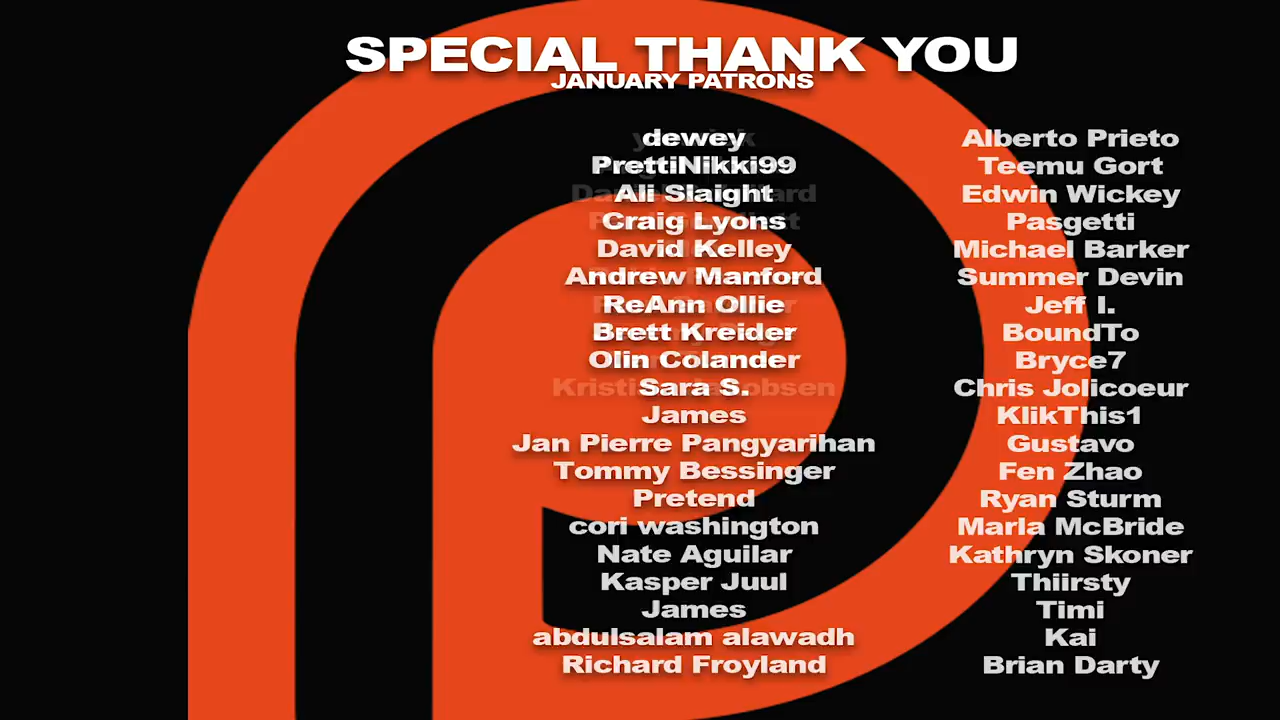 SPECIAL THANK YOU
JANUARY PATRONS
dewey
PrettiNikki99
Ali Slaight
Craig Lyons
David Kelley
Andrew Manford
ReAnn Ollie
Brett Kreider
Olin Colander
Sara S.
James
Jan Pierre Pangyarihan
Tommy Bessinger
Pretend
cori washington
Nate Aguilar
Kasper Juul
James
abdulsalam alawadh
Richard Froyland
Alberto Prieto
Teemu Gort
Edwin Wickey
Pasgetti
Michael Barker
Summer Devin
Jeff I.
BoundTo
Bryce7
Chris Jolicoeur
KlikThis1
Gustavo
Fen Zhao
Ryan Sturm
Marla McBride
Kathryn Skoner
Thiirsty
Timi
Kai
Brian Darty